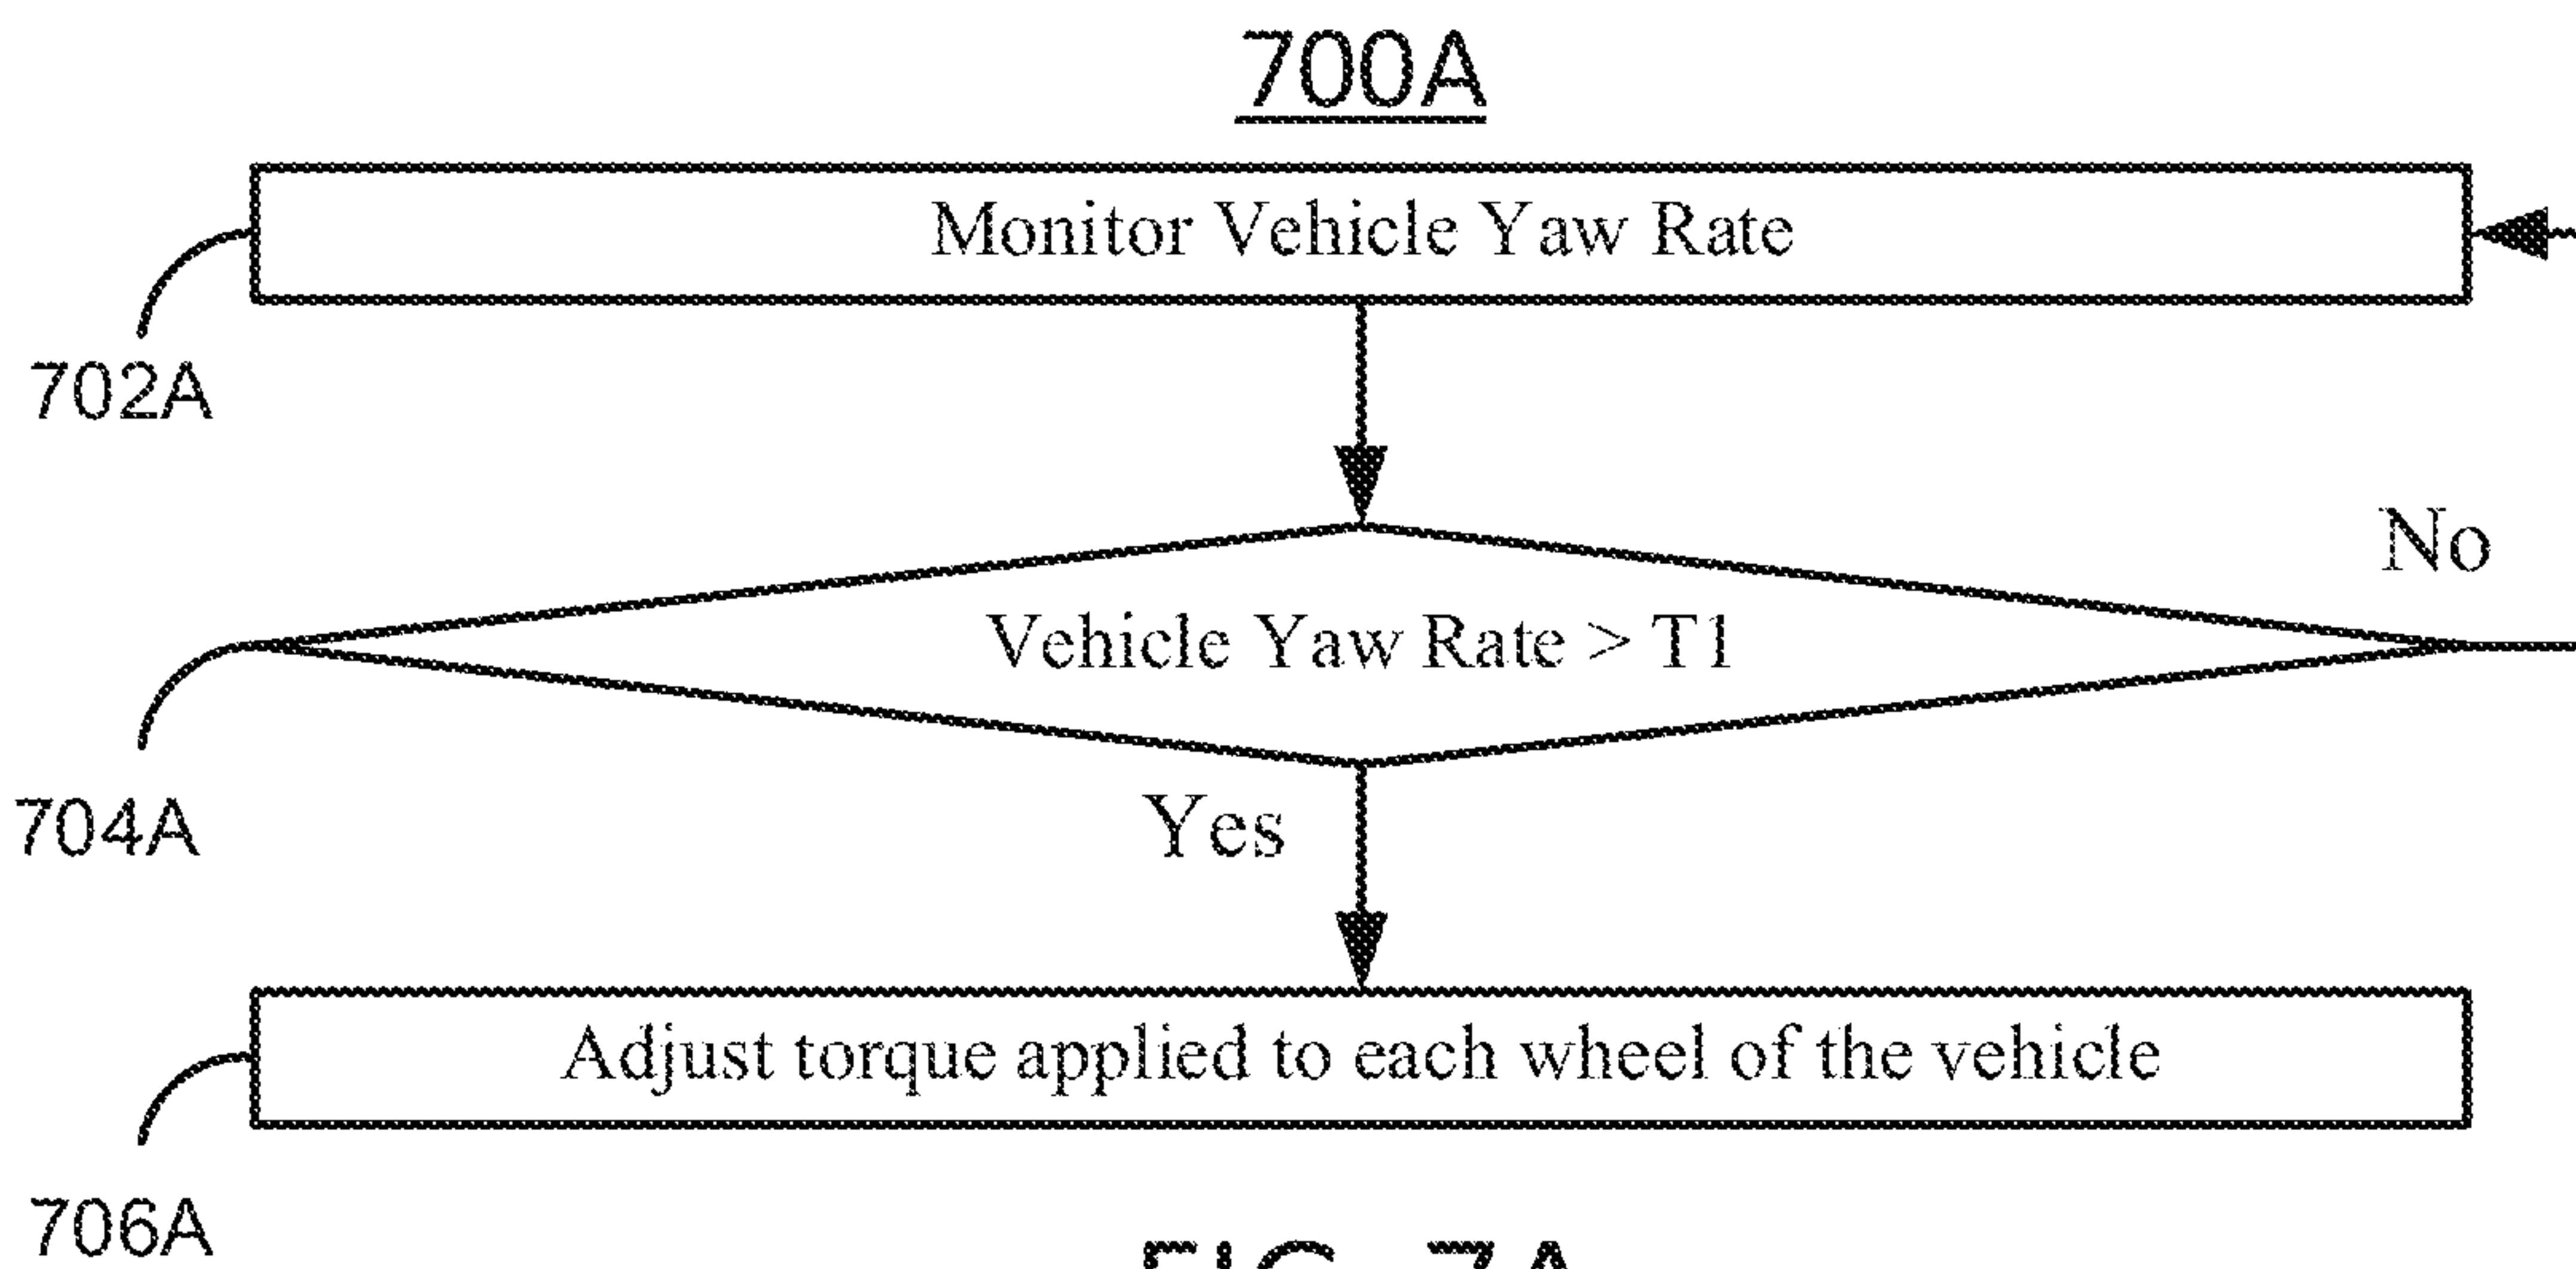 700A
Monitor Vehicle Yaw Rate
702A
No
Vehicle Yaw Rate > T1
704A
Yes
Adjust torque applied to each wheel of the vehicle
706A